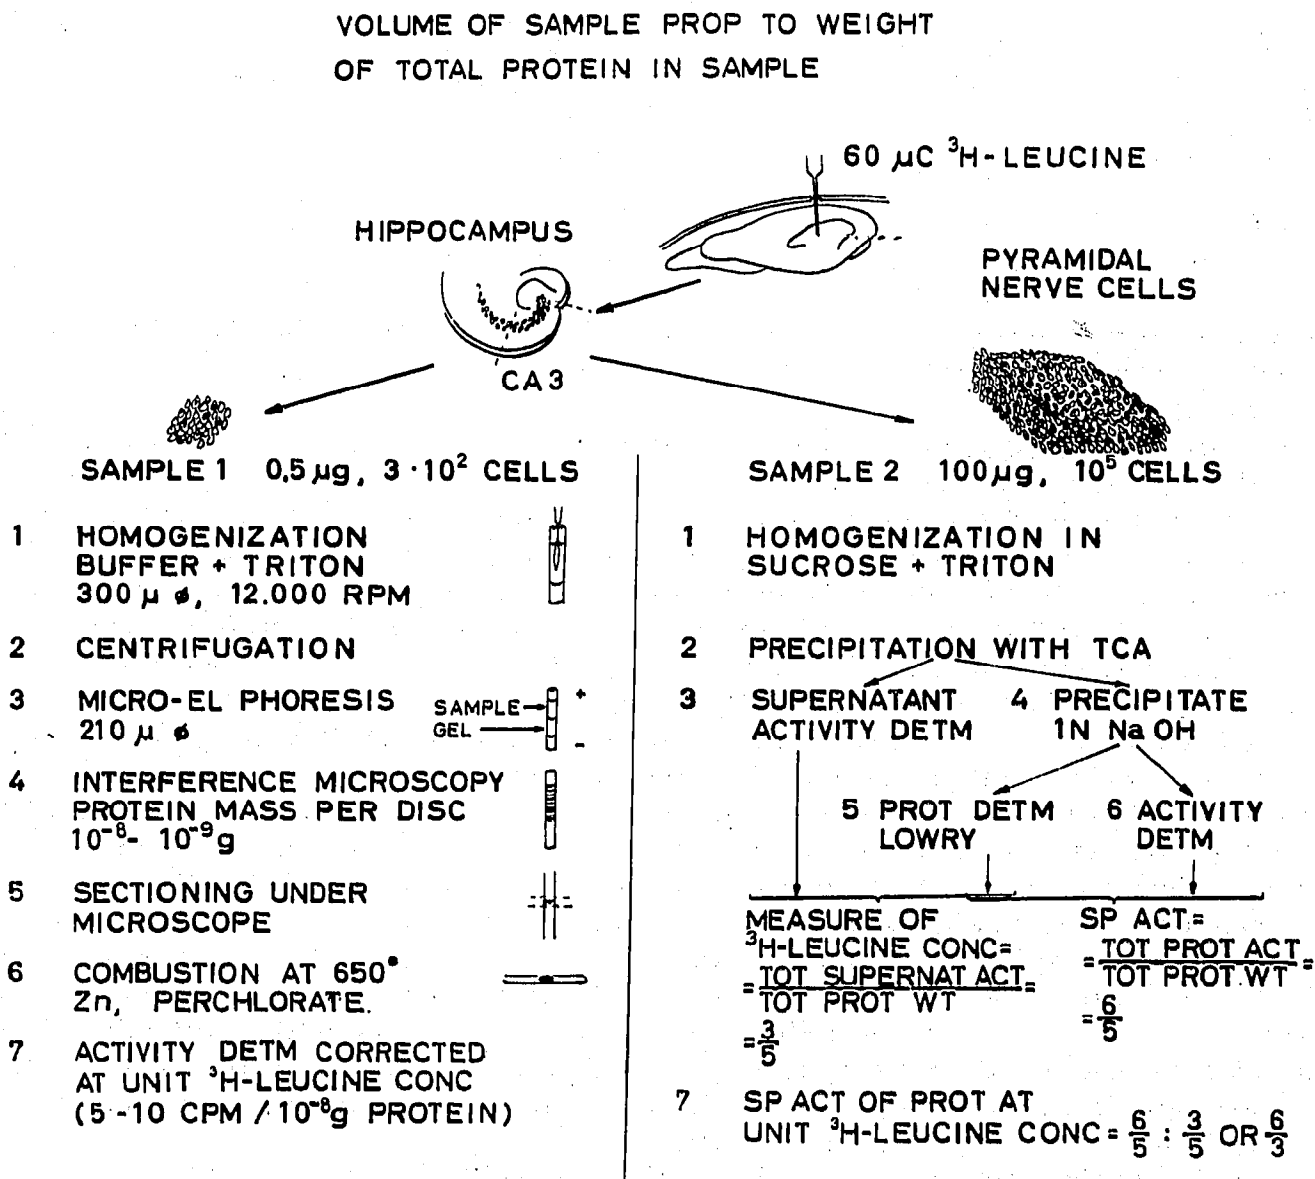 VOLUME OF SAMPLE PROP TO WEIGHT
OF TOTAL PROTEIN IN SAMPLE
60 µC ³H-LEUCINE
HIPPOCAMPUS
PYRAMIDAL
NERVE CELLS
CA3
SAMPLE 1 0,5 µg, 3·10² CELLS
1 HOMOGENIZATION
BUFFER + TRITON
300 µ ø, 12.000 RPM
2 CENTRIFUGATION
3 MICRO-EL PHORESIS
210 µ ø
SAMPLE
GEL
+
-
4 INTERFERENCE MICROSCOPY
PROTEIN MASS PER DISC
10⁻⁸- 10⁻⁹g
5 SECTIONING UNDER
MICROSCOPE
6 COMBUSTION AT 650°
Zn, PERCHLORATE.
7 ACTIVITY DETM CORRECTED
AT UNIT ³H-LEUCINE CONC
(5-10 CPM / 10⁻⁸g PROTEIN)
SAMPLE 2 100µg, 10⁵ CELLS
1 HOMOGENIZATION IN
SUCROSE + TRITON
2 PRECIPITATION WITH TCA
3 SUPERNATANT
ACTIVITY DETM
4 PRECIPITATE
1N NaOH
5 PROT DETM
LOWRY
6 ACTIVITY
DETM
MEASURE OF
³H-LEUCINE CONC=
= TOT SUPERNAT ACT / TOT PROT WT =
= 3/5
SP ACT=
= TOT PROT ACT / TOT PROT WT =
= 6/5
7 SP ACT OF PROT AT
UNIT ³H-LEUCINE CONC = 6/5 : 3/5 OR 6/3